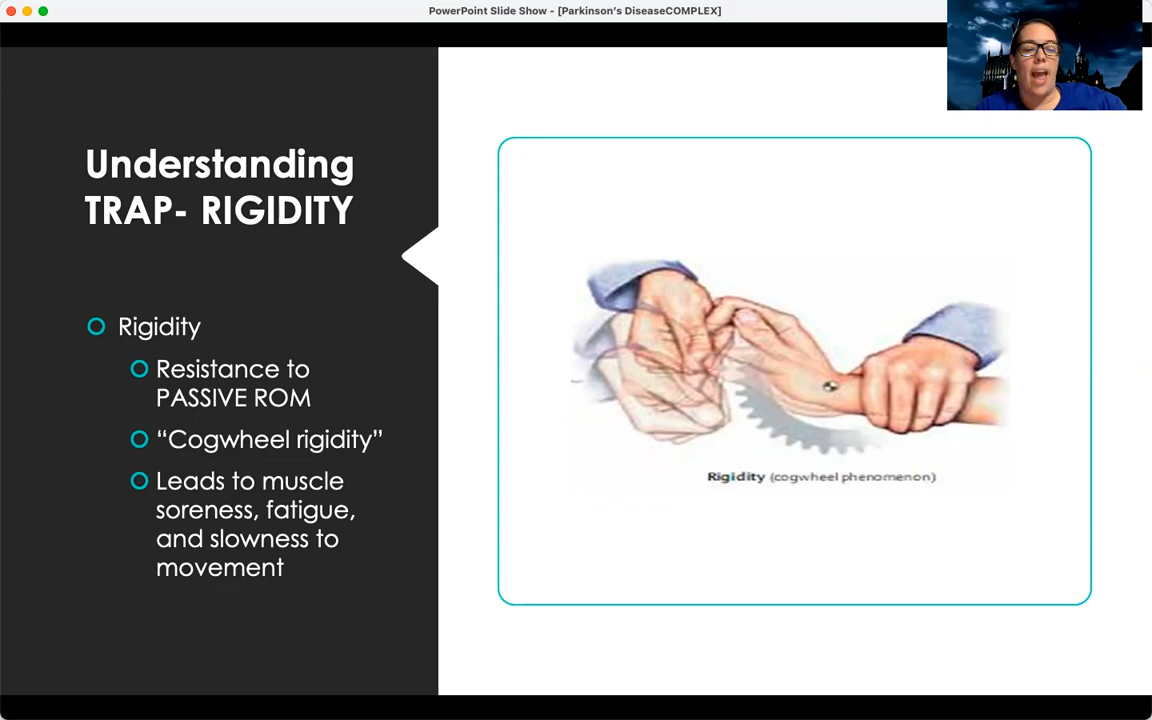 PowerPoint Slide Show - [Parkinson's DiseaseCOMPLEX]
Understanding
TRAP- RIGIDITY
Rigidity
Resistance to
PASSIVE ROM
“Cogwheel rigidity”
Leads to muscle
soreness, fatigue,
and slowness to
movement
Rigidity (cogwheel phenomenon)